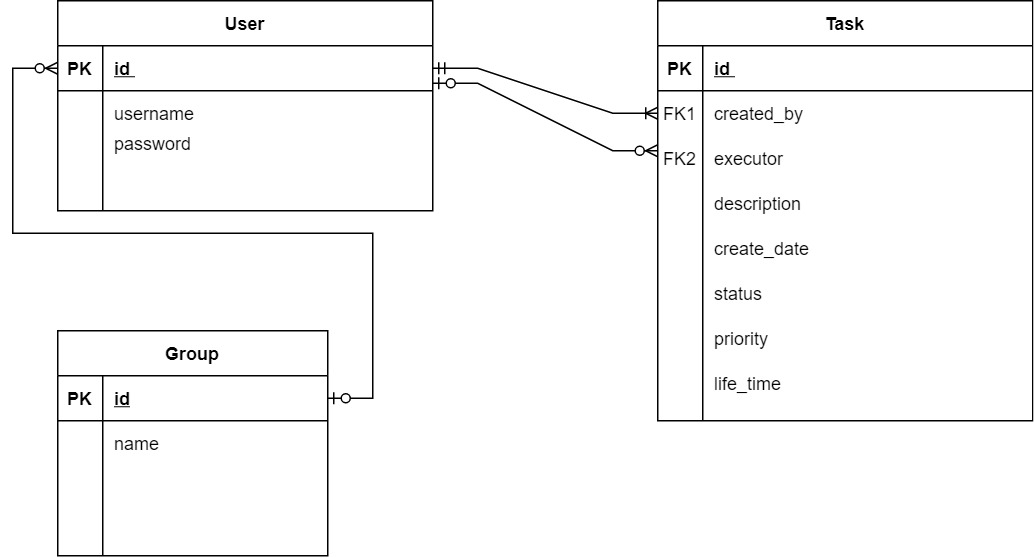 User
PK id
username
password
Task
PK id
FK1 created_by
FK2 executor
description
create_date
status
priority
life_time
Group
PK id
name